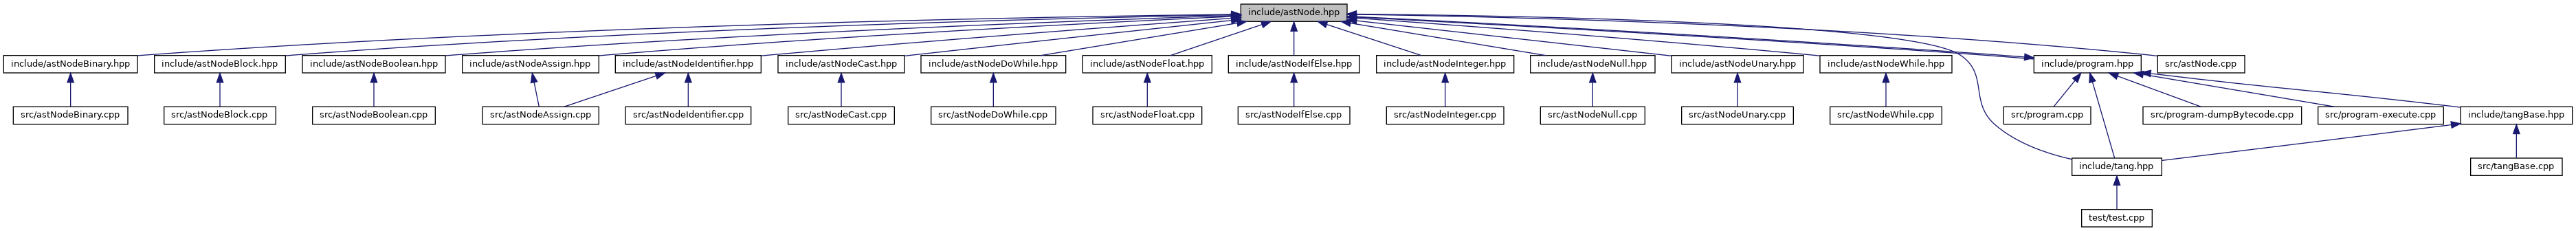 include/astNode.hpp
include/astNodeBinary.hpp
include/astNodeBlock.hpp
include/astNodeBoolean.hpp
include/astNodeAssign.hpp
include/astNodeIdentifier.hpp
include/astNodeCast.hpp
include/astNodeDoWhile.hpp
include/astNodeFloat.hpp
include/astNodeIfElse.hpp
include/astNodeInteger.hpp
include/astNodeNull.hpp
include/astNodeUnary.hpp
include/astNodeWhile.hpp
include/program.hpp
src/astNode.cpp
src/astNodeBinary.cpp
src/astNodeBlock.cpp
src/astNodeBoolean.cpp
src/astNodeAssign.cpp
src/astNodeIdentifier.cpp
src/astNodeCast.cpp
src/astNodeDoWhile.cpp
src/astNodeFloat.cpp
src/astNodeIfElse.cpp
src/astNodeInteger.cpp
src/astNodeNull.cpp
src/astNodeUnary.cpp
src/astNodeWhile.cpp
src/program.cpp
src/program-dumpBytecode.cpp
src/program-execute.cpp
include/tangBase.hpp
include/tang.hpp
src/tangBase.cpp
test/test.cpp